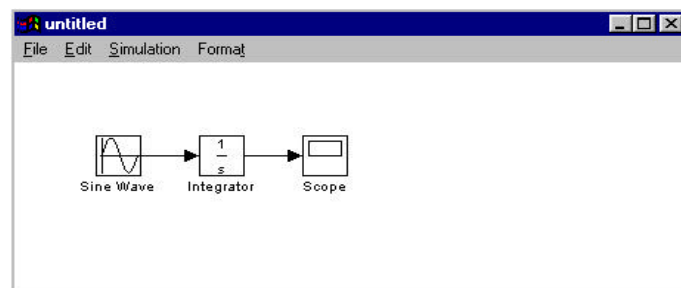 untitled
File Edit Simulation Format
1
s
Sine Wave Integrator Scope